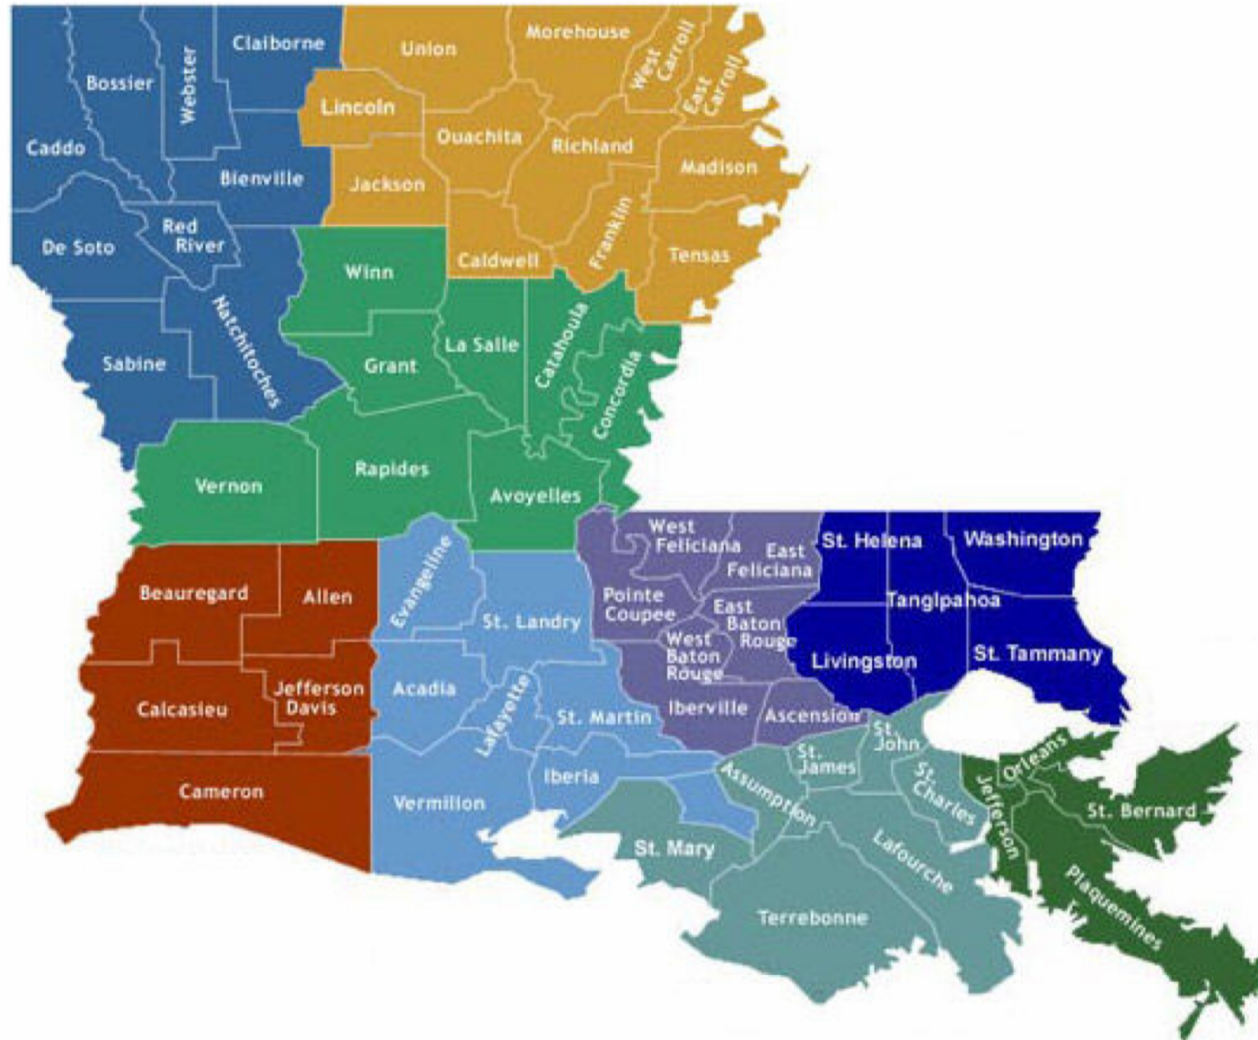 Claiborne
Union
Morehouse
West
Carroll
East
Carroll
Bossier
Webster
Lincoln
Ouachita
Richland
Caddo
Madison
Bienville
Jackson
Red
River
De Soto
Franklin
Tensas
Caldwell
Winn
Natchitoches
Sabine
Grant
La Salle
Catahoula
Concordia
Vernon
Rapides
Avoyelles
West
Feliciana
East
Feliciana
St. Helena
Washington
Beauregard
Allen
Evangeline
St. Landry
Pointe
Coupee
East
Baton
Rouge
Tangipahoa
West
Baton
Rouge
Livingston
St. Tammany
Calcasieu
Jefferson
Davis
Acadia
Lafayette
St. Martin
Iberville
Ascension
St.
John
St.
James
St.
Charles
Assumption
Orleans
Jefferson
St. Bernard
Cameron
Vermilion
Iberia
St. Mary
Lafourche
Terrebonne
Plaquemines